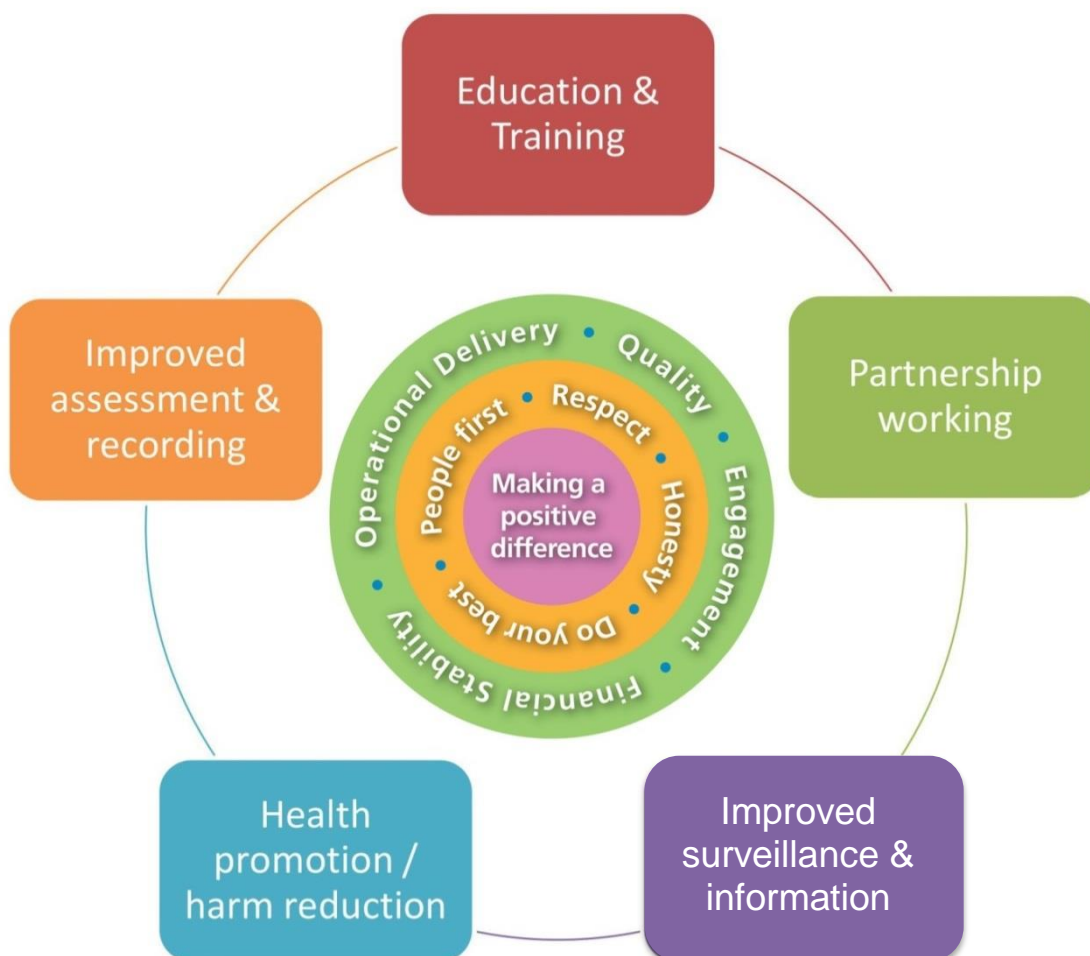 Education &
Training
Improved
assessment &
recording
Partnership
working
Operational Delivery • Quality • Engagement • Financial Stability •
People first • Respect • Honesty • Do your best •
Making a
positive
difference
Health
promotion /
harm reduction
Improved
surveillance &
information